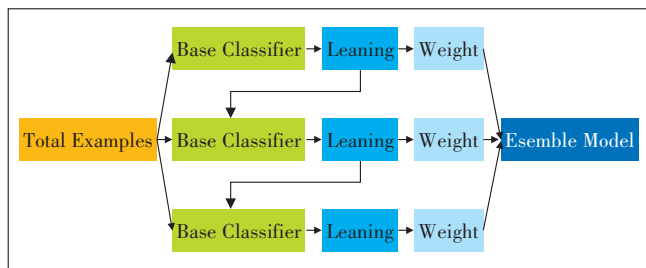 Base Classifier Leaning Weight
Total Examples Base Classifier Leaning Weight Esemble Model
Base Classifier Leaning Weight